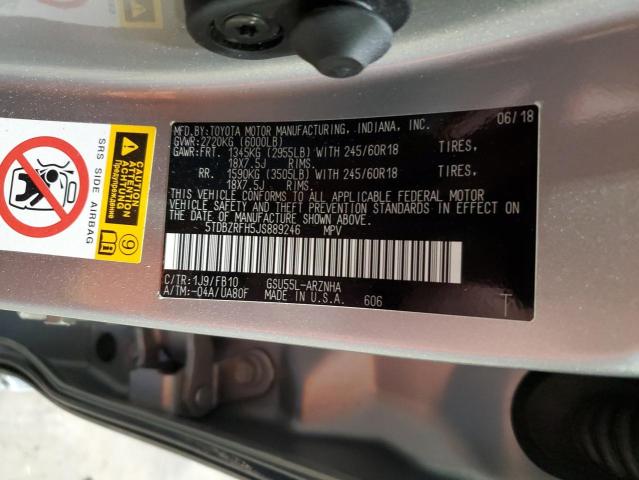 MFD.BY:TOYOTA MOTOR MANUFACTURING, INDIANA, INC. 06/18
GVWR:2720KG (6000LB)
GAWR:FRT. 1345KG (2965LB) WITH 245/60R18 TIRES,
18X7.5J RIMS.
RR. 1590KG (3505LB) WITH 245/60R18 TIRES,
18X7.5J RIMS.
THIS VEHICLE CONFORMS TO ALL APPLICABLE FEDERAL MOTOR
VEHICLE SAFETY AND THEFT PREVENTION STANDARDS IN EFFECT ON
THE DATE OF MANUFACTURE SHOWN ABOVE.
5TDBZRFH5JS889246 MPV
C/TR:1J9/FB10 GSU55L-ARZNHA
A/TM:-04A/UA80F MADE IN U.S.A. 606 T
SRS SIDE AIRBAG
CAUTION
Предупреждение
9